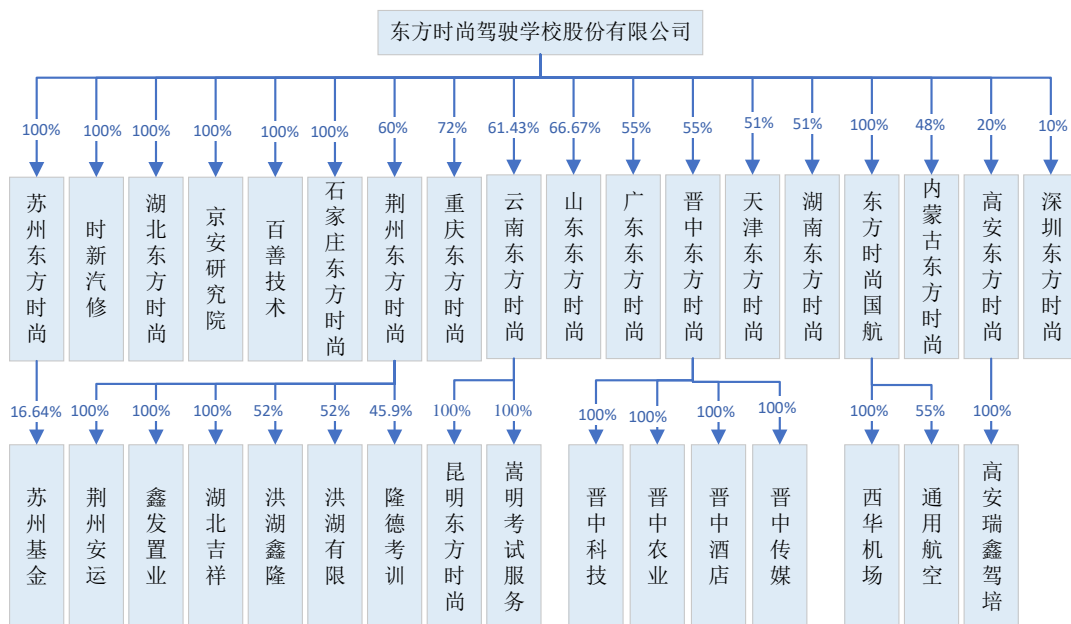 东方时尚驾驶学校股份有限公司
100%
100%
100%
100%
100%
100%
60%
72%
61.43%
66.67%
55%
55%
51%
51%
100%
48%
20%
10%
苏州东方时尚
时新汽修
湖北东方时尚
京安研究院
百善技术
石家庄东方时尚
荆州东方时尚
重庆东方时尚
云南东方时尚
山东东方时尚
广东东方时尚
晋中东方时尚
天津东方时尚
湖南东方时尚
东方时尚国航
内蒙古东方时尚
高安东方时尚
深圳东方时尚
16.64%
100%
100%
100%
52%
52%
45.9%
100%
100%
100%
100%
100%
100%
100%
55%
100%
苏州基金
荆州安运
鑫发置业
湖北吉祥
洪湖鑫隆
洪湖有限
隆德考训
昆明东方时尚
嵩明考试服务
晋中科技
晋中农业
晋中酒店
晋中传媒
西华机场
通用航空
高安瑞鑫驾培